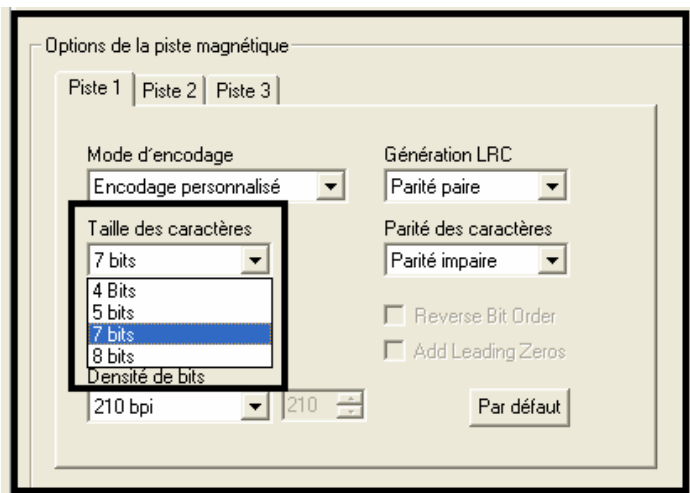 Options de la piste magnétique
Piste 1 Piste 2 Piste 3
Mode d'encodage Génération LRC
Encodage personnalisé Parité paire
Taille des caractères Parité des caractères
7 bits Parité impaire
4 Bits
5 bits Reverse Bit Order
7 bits
8 bits Add Leading Zeros
Densité de bits
210 bpi 210 Par défaut